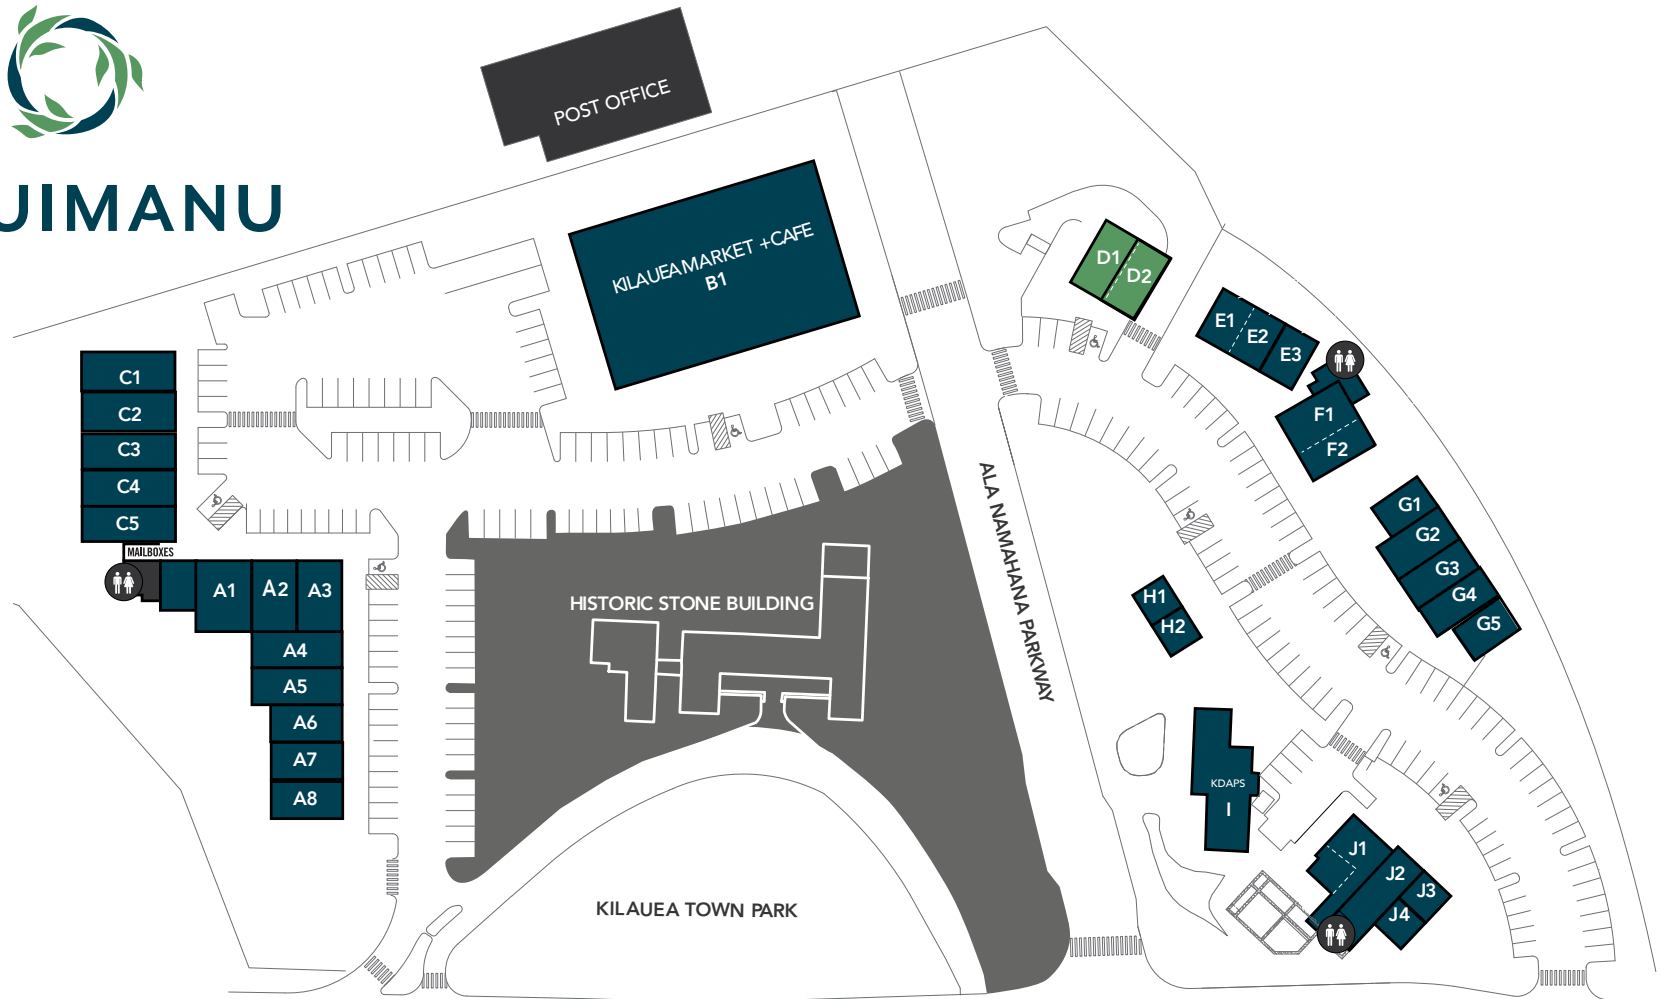 UIMANU
POST OFFICE
KILAUEA MARKET + CAFE
B1
D1
D2
E1
E2
E3
F1
F2
G1
G2
G3
G4
G5
C1
C2
C3
C4
C5
MAILBOXES
A1
A2
A3
A4
A5
A6
A7
A8
HISTORIC STONE BUILDING
ALA NAMAHANA PARKWAY
H1
H2
KDAPS
I
J1
J2
J3
J4
KILAUEA TOWN PARK